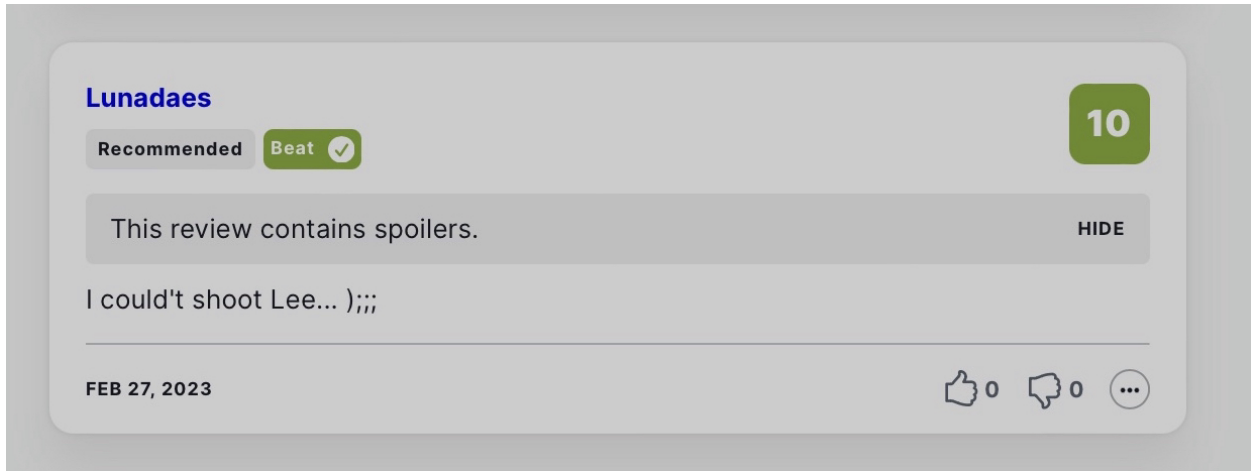 Lunadaes
10
Recommended Beat
This review contains spoilers. HIDE
I could't shoot Lee... );;;
FEB 27, 2023 0 0